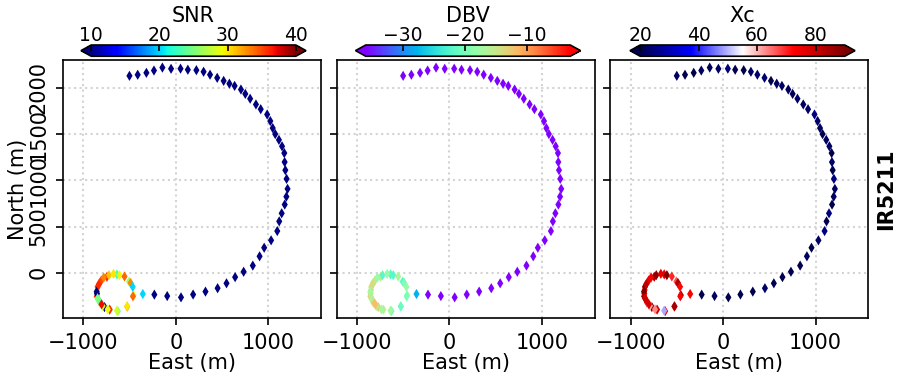 SNR DBV Xc
10 20 30 40 −30 −20 −10 20 40 60 80
2000
1500
1000
500
0
North (m)
IR5211
−1000 0 1000 −1000 0 1000 −1000 0 1000
East (m) East (m) East (m)